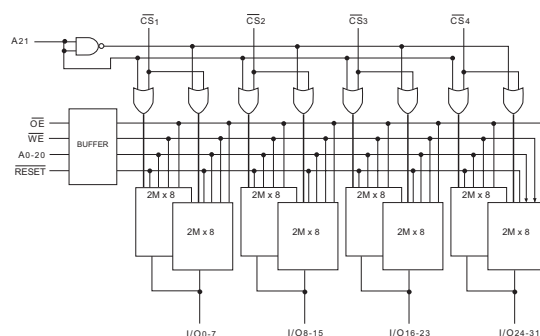 CS1 CS2 CS3 CS4
A21
OE
WE
A0-20
RESET
BUFFER
2M x 8 2M x 8 2M x 8 2M x 8
2M x 8 2M x 8 2M x 8 2M x 8
I/O0-7 I/O8-15 I/O16-23 I/O24-31